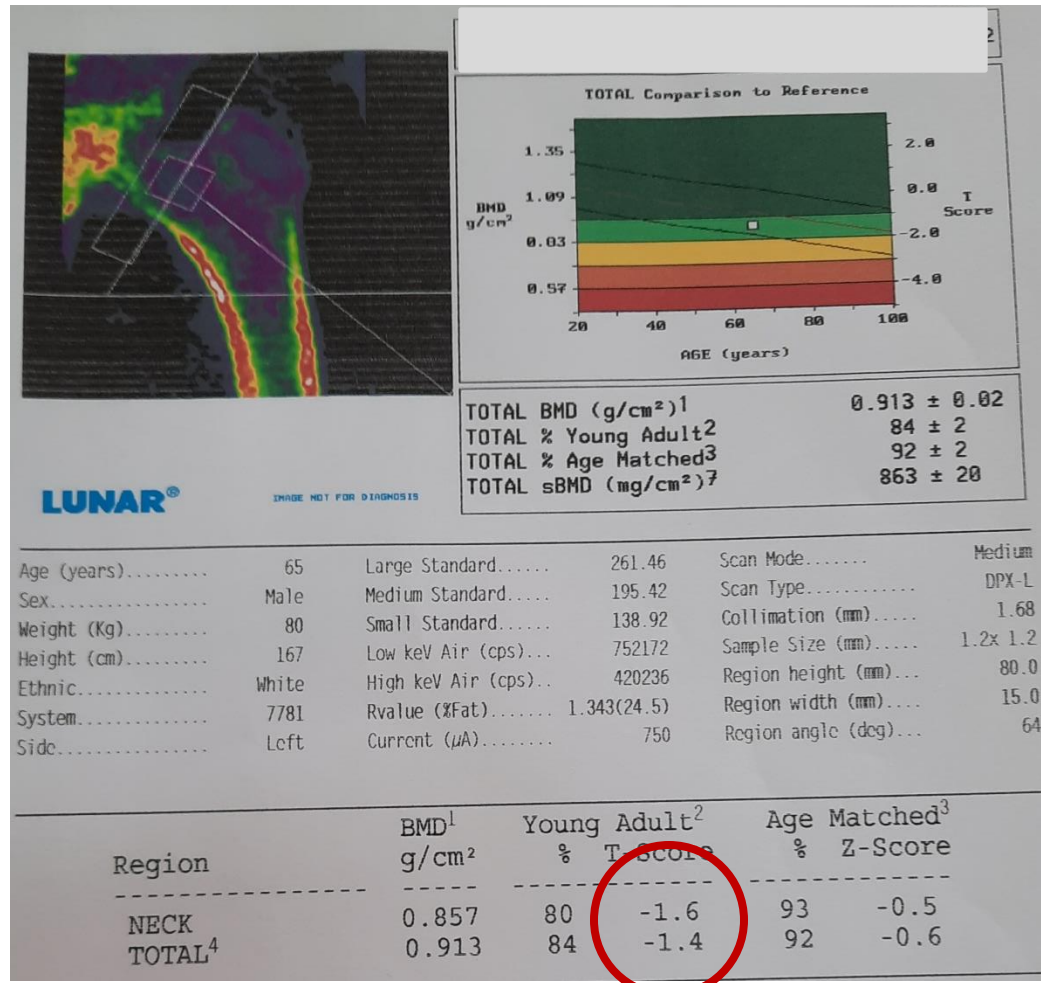 TOTAL Comparison to Reference
1.35
1.09
BMD
g/cm²
0.83
0.57
2.0
0.0
T
Score
-2.0
-4.0
20 40 60 80 100
AGE (years)
TOTAL BMD (g/cm²)1 0.913 ± 0.02
TOTAL % Young Adult2 84 ± 2
TOTAL % Age Matched3 92 ± 2
TOTAL sBMD (mg/cm²)7 863 ± 20
LUNAR® IMAGE NOT FOR DIAGNOSIS
Age (years)......... 65 Large Standard...... 261.46 Scan Mode....... Medium
Sex................. Male Medium Standard..... 195.42 Scan Type............ DPX-L
Weight (Kg)......... 80 Small Standard...... 138.92 Collimation (mm)..... 1.68
Height (cm)......... 167 Low keV Air (cps)... 752172 Sample Size (mm)..... 1.2x 1.2
Ethnic.............. White High keV Air (cps).. 420236 Region height (mm)... 80.0
System.............. 7781 Rvalue (%Fat)....... 1.343(24.5) Region width (mm).... 15.0
Side................ Left Current (μA)........ 750 Region angle (deg)... 64
BMD1 Young Adult2 Age Matched3
Region g/cm² % T-Score % Z-Score
NECK 0.857 80 -1.6 93 -0.5
TOTAL4 0.913 84 -1.4 92 -0.6